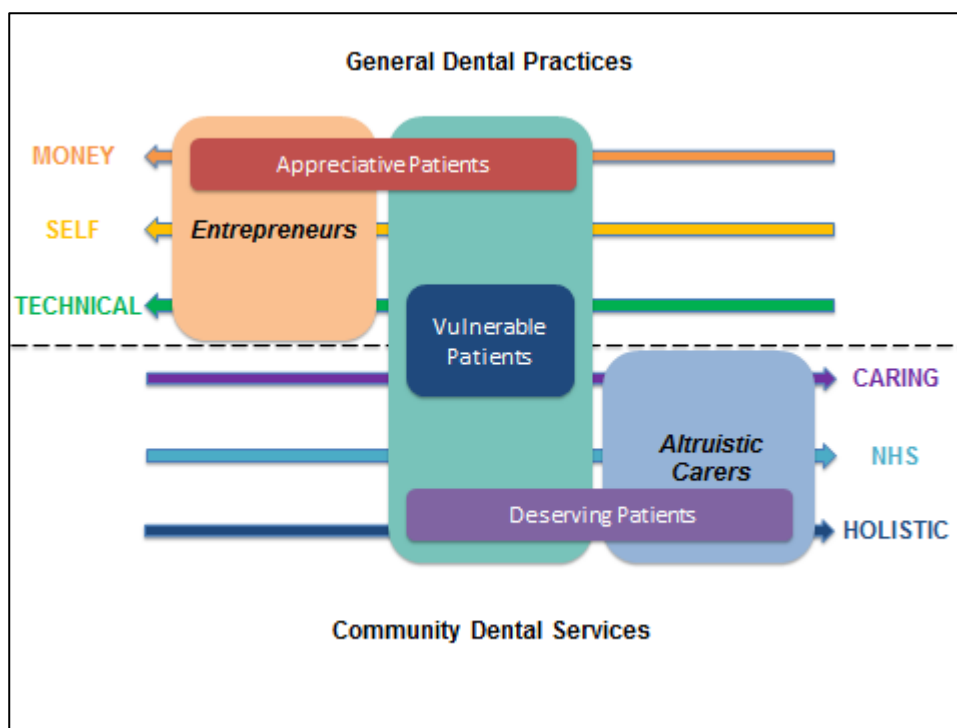 General Dental Practices
MONEY
Appreciative Patients
SELF
Entrepreneurs
TECHNICAL
Vulnerable
Patients
CARING
Altruistic
Carers
NHS
Deserving Patients
HOLISTIC
Community Dental Services